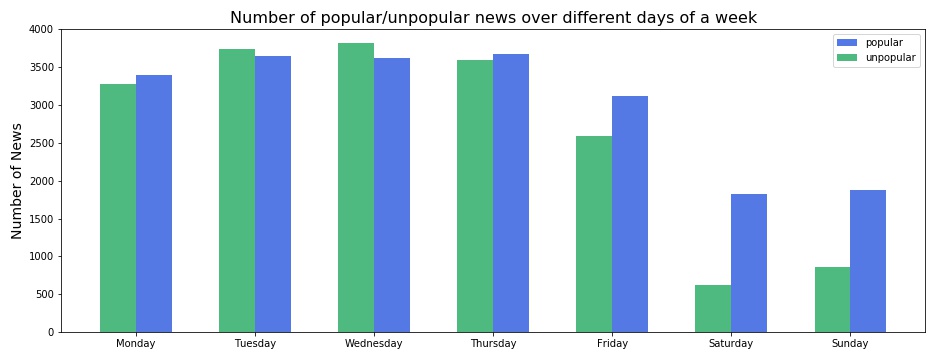 Number of popular/unpopular news over different days of a week
popular
unpopular
Number of News
4000
3500
3000
2500
2000
1500
1000
500
0
Monday Tuesday Wednesday Thursday Friday Saturday Sunday